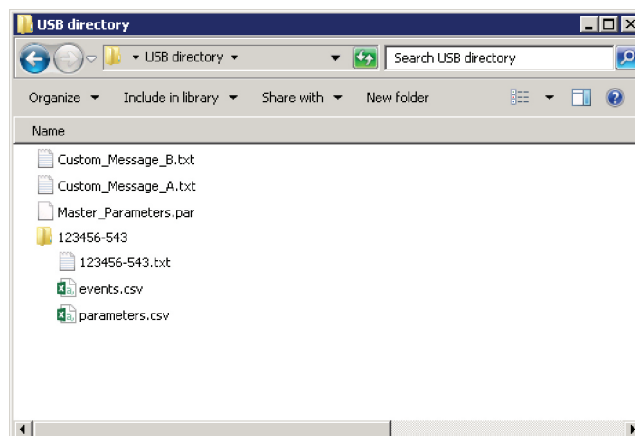 USB directory
USB directory
Search USB directory
Organize Include in library Share with New folder
Name
Custom_Message_B.txt
Custom_Message_A.txt
Master_Parameters.par
123456-543
123456-543.txt
events.csv
parameters.csv